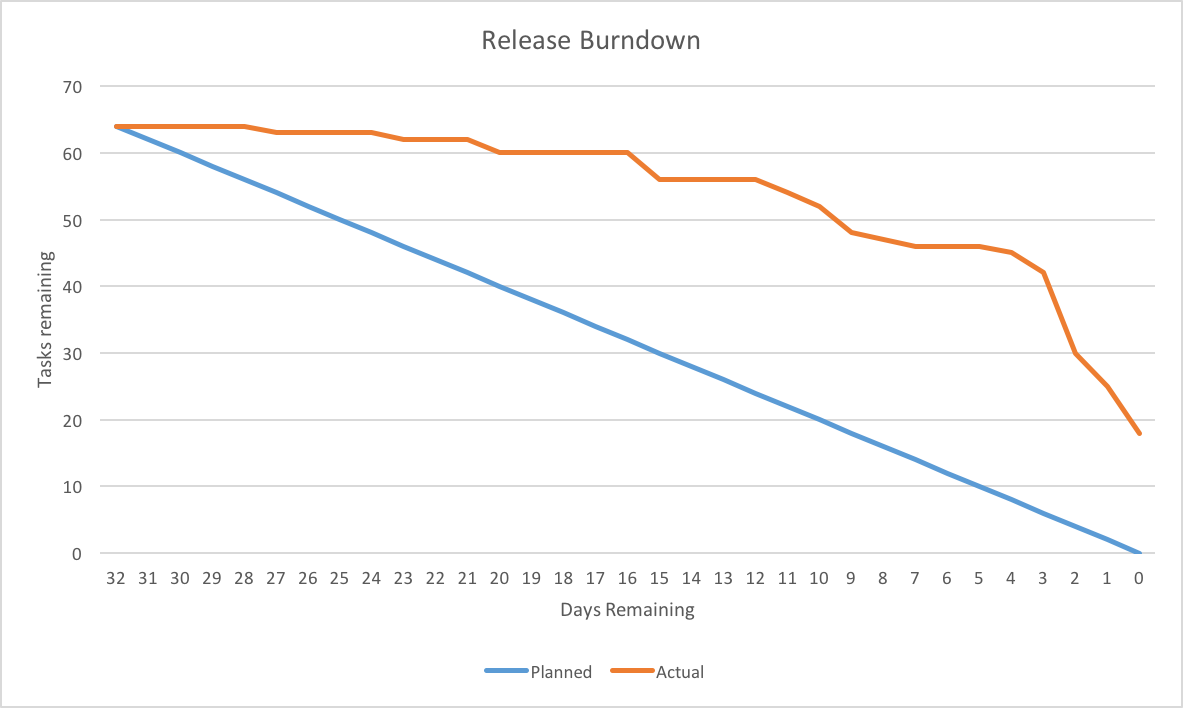 Release Burndown
70
60
50
40
30
20
10
0
Tasks remaining
32 31 30 29 28 27 26 25 24 23 22 21 20 19 18 17 16 15 14 13 12 11 10 9 8 7 6 5 4 3 2 1 0
Days Remaining
Planned Actual